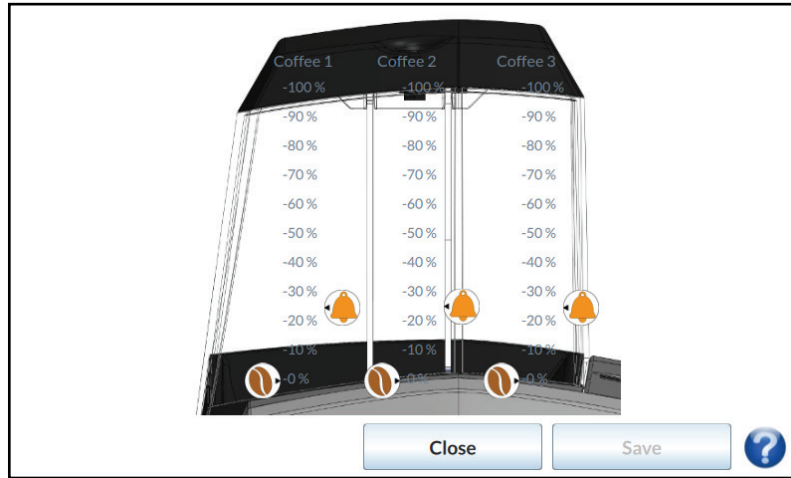 Coffee 1 Coffee 2 Coffee 3
-100 % -100 % -100 %
-90 % -90 % -90 %
-80 % -80 % -80 %
-70 % -70 % -70 %
-60 % -60 % -60 %
-50 % -50 % -50 %
-40 % -40 % -40 %
-30 % -30 % -30 %
-20 % -20 % -20 %
-10 % -10 % -10 %
-0 % -0 % -0 %
Close Save ?